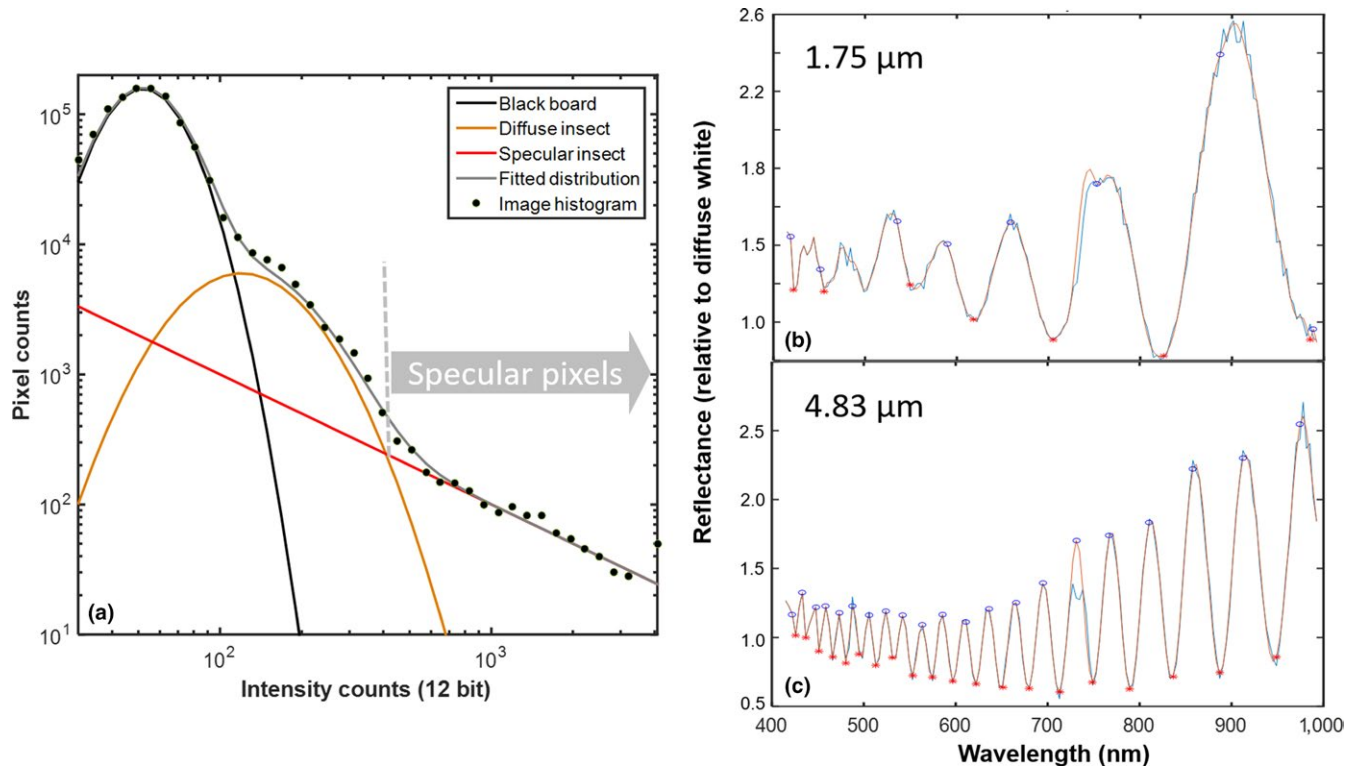 10^5
10^4
10^3
10^2
10^1
10^2
10^3
Pixel counts
Intensity counts (12 bit)
Black board
Diffuse insect
Specular insect
Fitted distribution
Image histogram
Specular pixels
(a)
Reflectance (relative to diffuse white)
2.6
2.2
1.8
1.5
1.0
1.75 µm
(b)
2.5
2.0
1.5
1.0
0.5
4.83 µm
(c)
400 500 600 700 800 900 1,000
Wavelength (nm)